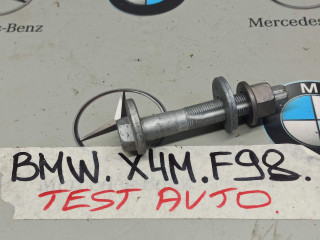 -Benz
Mercedes-
BMW. X4M. F98.
TEST AVTO.